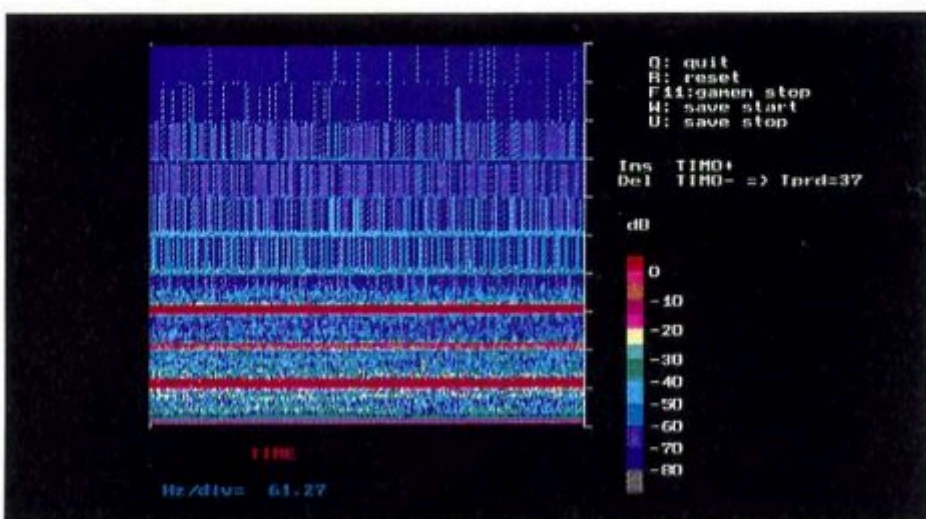 Q: quit
R: reset
F11:gamen stop
W: save start
U: save stop
Ins TIMO+
Del TIMO- => Tprd=37
dB
0
-10
-20
-30
-40
-50
-60
-70
-80
TIME
Hz/div= 61.27